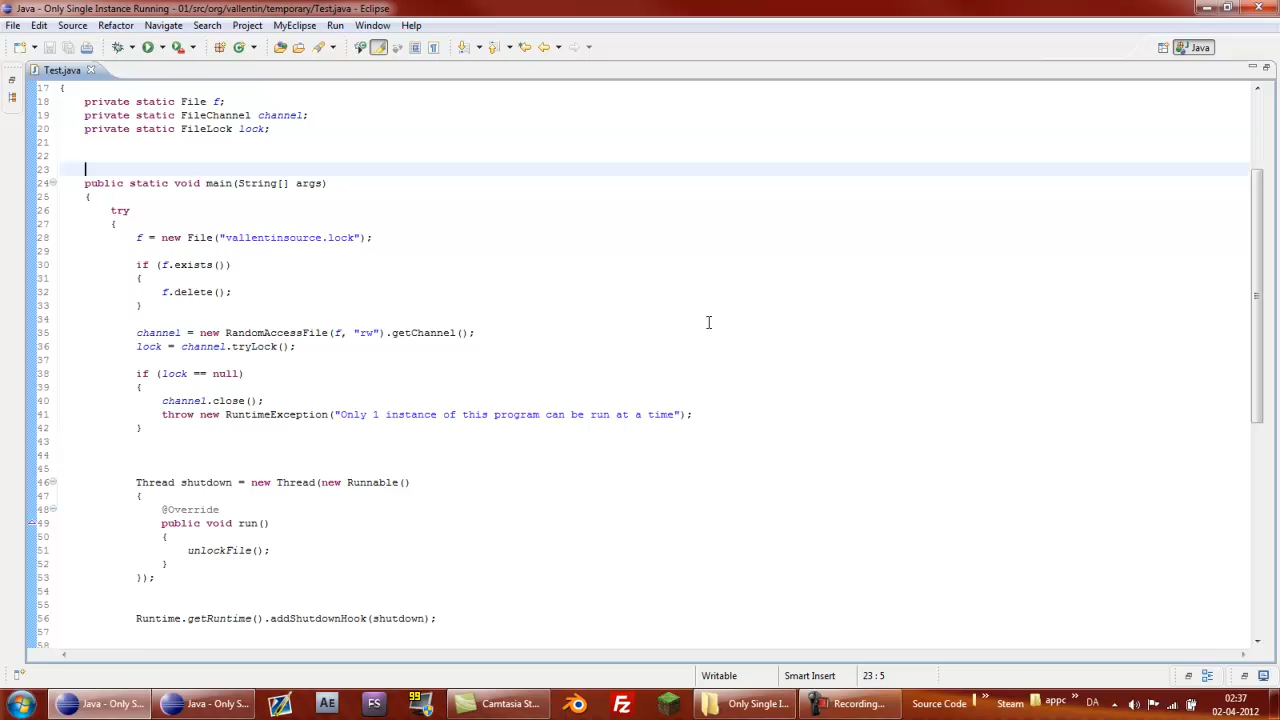 Java - Only Single Instance Running - 01/src/org/vallentin/temporary/Test.java - Eclipse
File Edit Source Refactor Navigate Search Project MyEclipse Run Window Help
Java
Test.java
17 {
18 private static File f;
19 private static FileChannel channel;
20 private static FileLock lock;
21
22
23
24 public static void main(String[] args)
25 {
26 try
27 {
28 f = new File("vallentinsource.lock");
29
30 if (f.exists())
31 {
32 f.delete();
33 }
34
35 channel = new RandomAccessFile(f, "rw").getChannel();
36 lock = channel.tryLock();
37
38 if (lock == null)
39 {
40 channel.close();
41 throw new RuntimeException("Only 1 instance of this program can be run at a time");
42 }
43
44
45
46 Thread shutdown = new Thread(new Runnable()
47 {
48 @Override
49 public void run()
50 {
51 unlockFile();
52 }
53 });
54
55
56 Runtime.getRuntime().addShutdownHook(shutdown);
57
58
Writable Smart Insert 23 : 5
Java - Only S... Java - Only S... Ae FS 99 Camtasia St... Fz Only Single I... Recording... Source Code » Steam appc » DA 02:37
02-04-2012